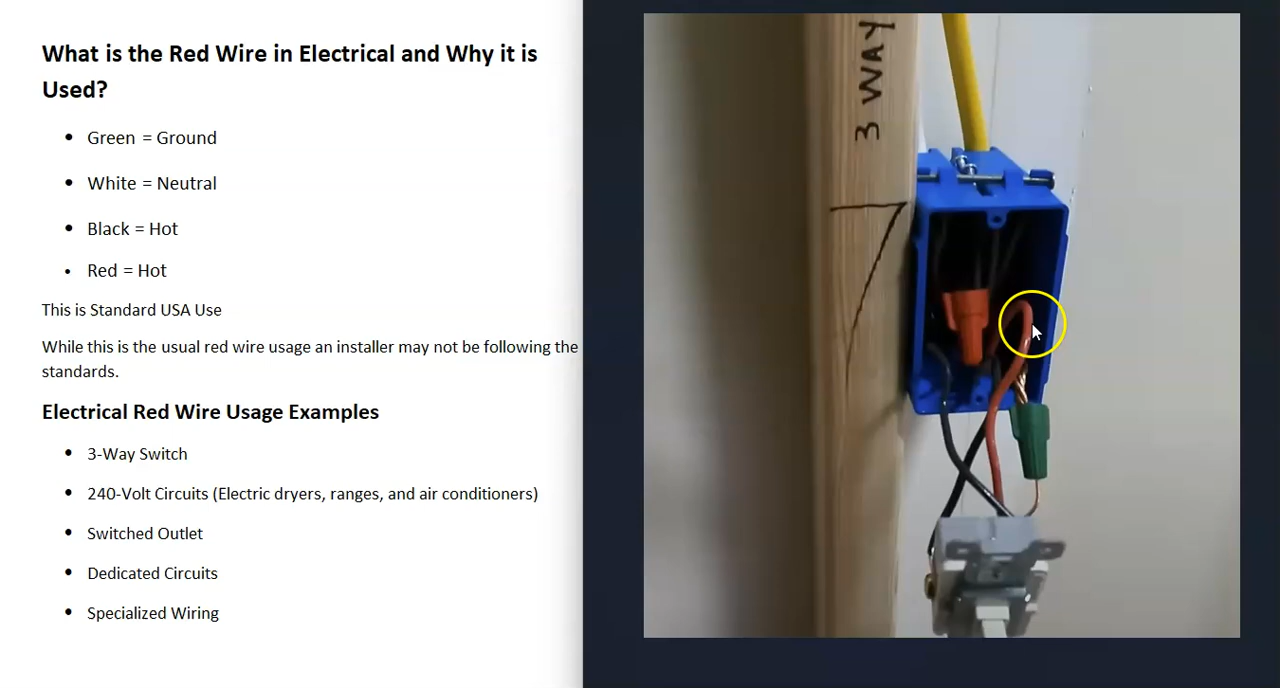 What is the Red Wire in Electrical and Why it is
Used?
• Green = Ground
• White = Neutral
• Black = Hot
• Red = Hot
This is Standard USA Use
While this is the usual red wire usage an installer may not be following the
standards.
Electrical Red Wire Usage Examples
• 3-Way Switch
• 240-Volt Circuits (Electric dryers, ranges, and air conditioners)
• Switched Outlet
• Dedicated Circuits
• Specialized Wiring
3 WAY